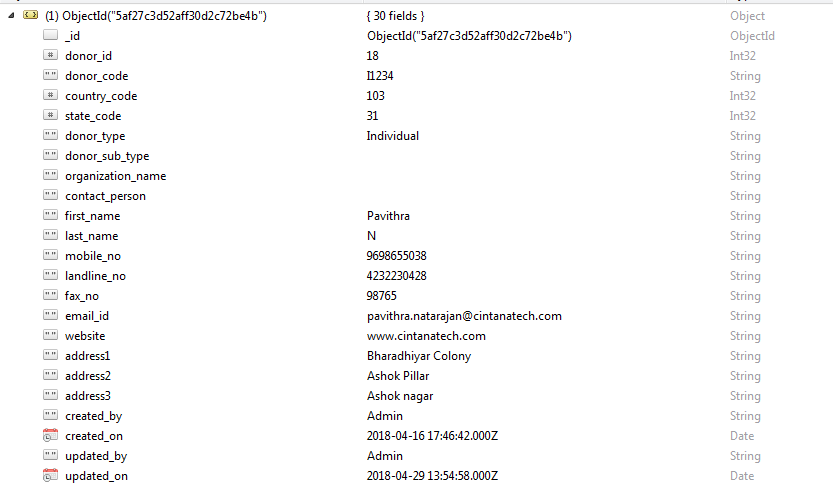 (1) ObjectId("5af27c3d52aff30d2c72be4b") { 30 fields } Object
_id ObjectId("5af27c3d52aff30d2c72be4b") ObjectId
# donor_id 18 Int32
" " donor_code I1234 String
# country_code 103 Int32
# state_code 31 Int32
" " donor_type Individual String
" " donor_sub_type String
" " organization_name String
" " contact_person String
" " first_name Pavithra String
" " last_name N String
" " mobile_no 9698655038 String
" " landline_no 4232230428 String
" " fax_no 98765 String
" " email_id pavithra.natarajan@cintanatech.com String
" " website www.cintanatech.com String
" " address1 Bharadhiyar Colony String
" " address2 Ashok Pillar String
" " address3 Ashok nagar String
" " created_by Admin String
created_on 2018-04-16 17:46:42.000Z Date
" " updated_by Admin String
updated_on 2018-04-29 13:54:58.000Z Date